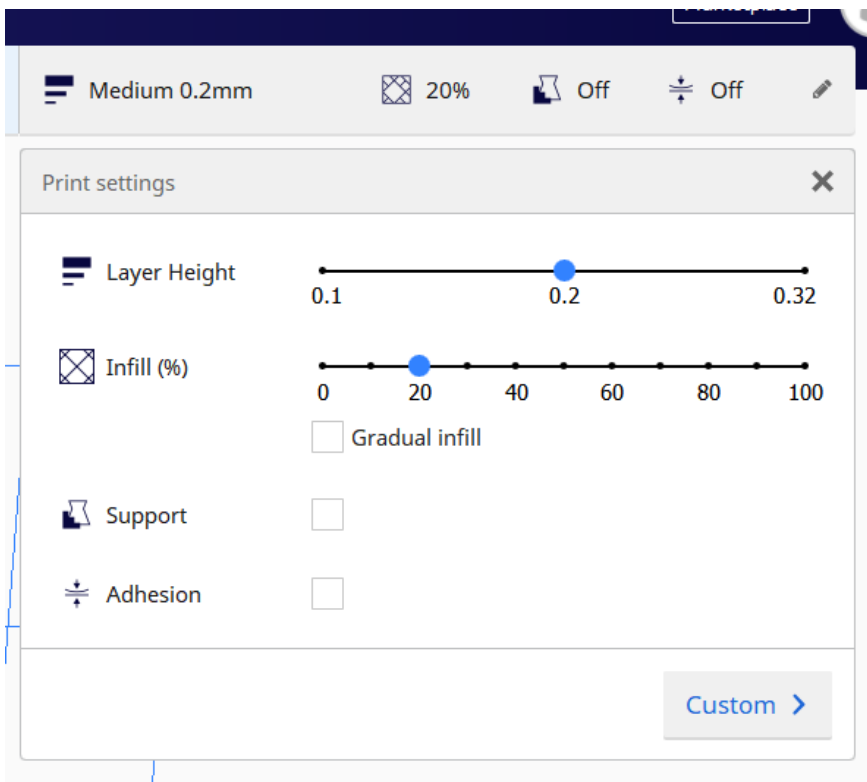 Medium 0.2mm 20% Off Off
Print settings
Layer Height
0.1 0.2 0.32
Infill (%)
0 20 40 60 80 100
Gradual infill
Support
Adhesion
Custom